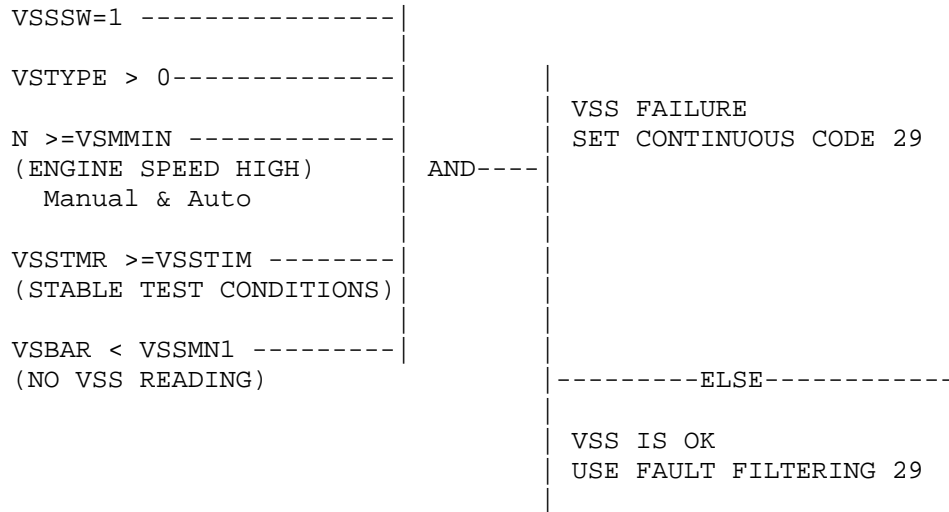 VSSSW=1 -----------------|
VSTYPE > 0--------------| |
| | VSS FAILURE
N >=VSMMIN -------------| | SET CONTINUOUS CODE 29
(ENGINE SPEED HIGH) | AND----|
Manual & Auto | |
| |
VSSTMR >=VSSTIM --------| |
(STABLE TEST CONDITIONS)| |
| |
VSBAR < VSSMN1 ---------| |
(NO VSS READING) |---------ELSE------------
|
| VSS IS OK
| USE FAULT FILTERING 29
|